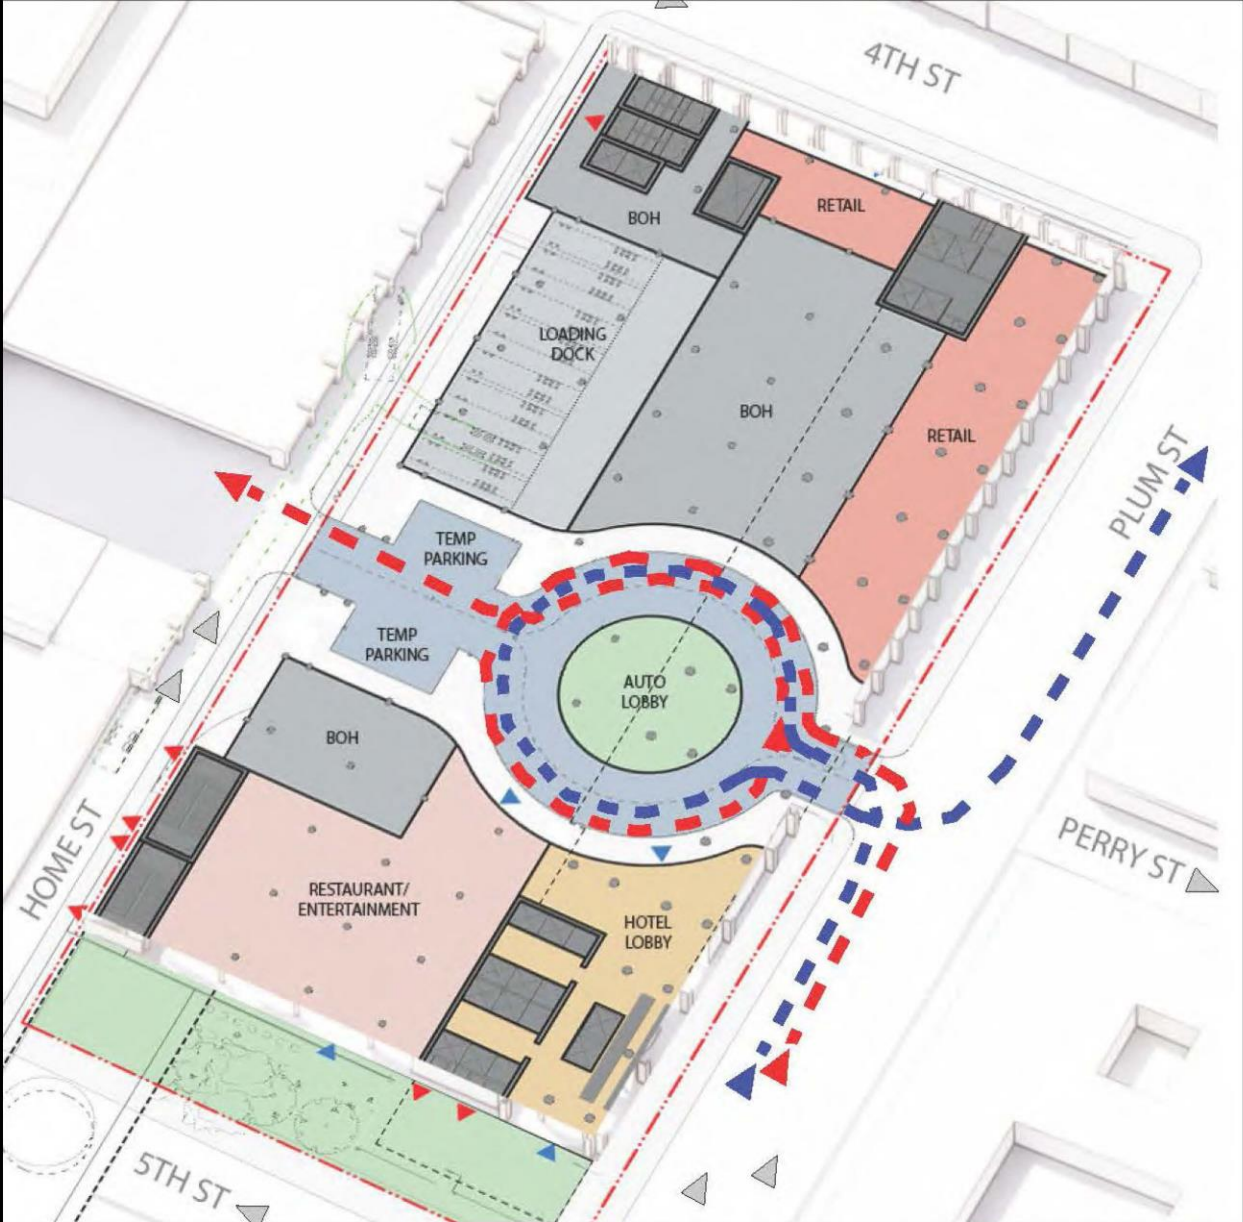 4TH ST
RETAIL
BOH
LOADING
DOCK
BOH
RETAIL
PLUM ST
TEMP
PARKING
TEMP
PARKING
AUTO
LOBBY
BOH
HOME ST
PERRY ST
RESTAURANT/
ENTERTAINMENT
HOTEL
LOBBY
5TH ST